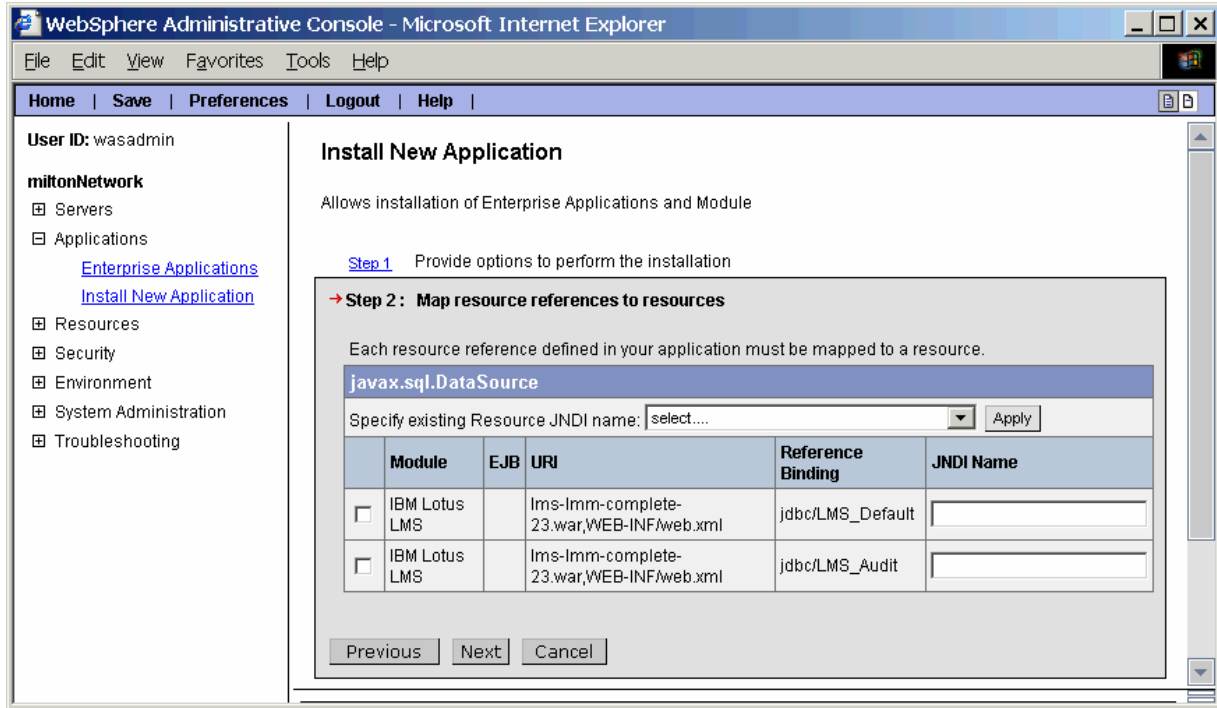 WebSphere Administrative Console - Microsoft Internet Explorer
File Edit View Favorites Tools Help
Home | Save | Preferences | Logout | Help |
User ID: wasadmin
miltonNetwork
Servers
Applications
Enterprise Applications
Install New Application
Resources
Security
Environment
System Administration
Troubleshooting
Install New Application
Allows installation of Enterprise Applications and Module
Step 1 Provide options to perform the installation
→ Step 2 : Map resource references to resources
Each resource reference defined in your application must be mapped to a resource.
javax.sql.DataSource
Specify existing Resource JNDI name: select.... Apply
Module EJB URI Reference Binding JNDI Name
IBM Lotus LMS lms-lmm-complete-23.war,WEB-INF/web.xml jdbc/LMS_Default
IBM Lotus LMS lms-lmm-complete-23.war,WEB-INF/web.xml jdbc/LMS_Audit
Previous Next Cancel